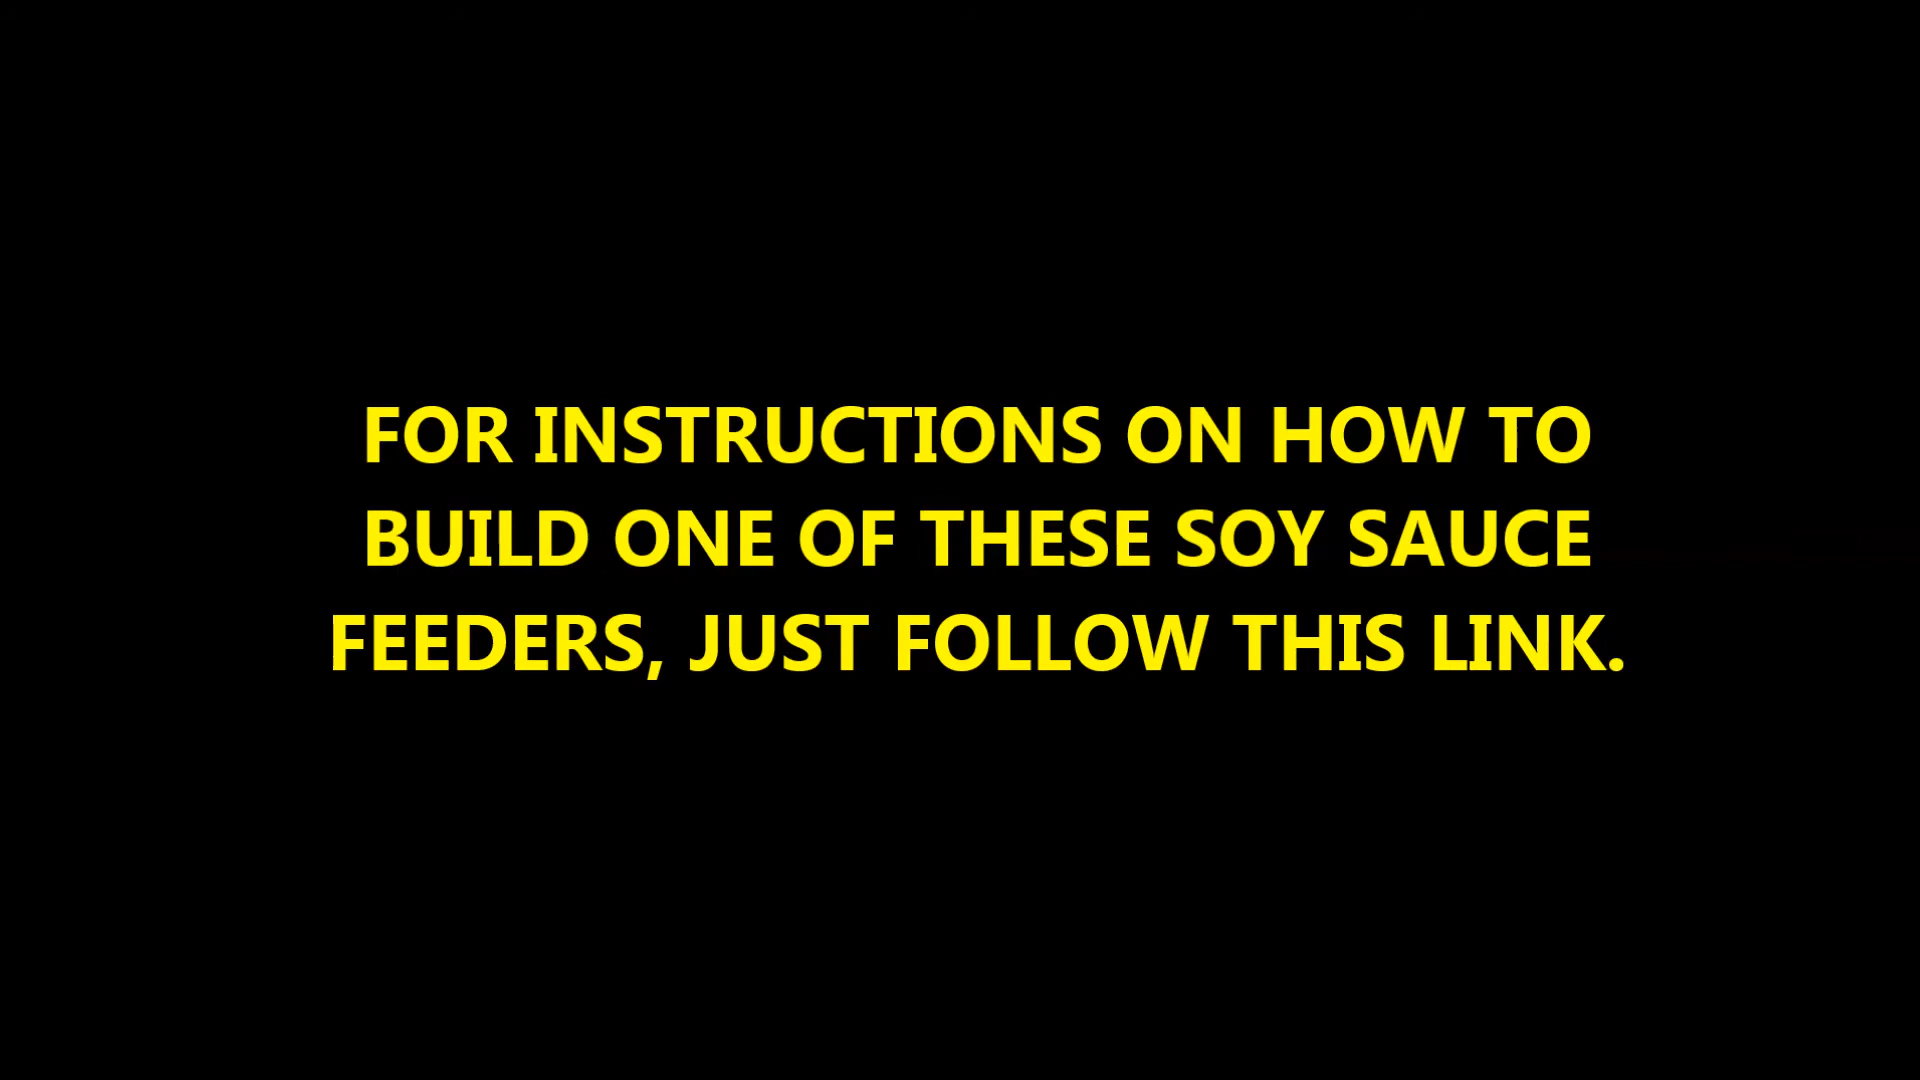 FOR INSTRUCTIONS ON HOW TO
BUILD ONE OF THESE SOY SAUCE
FEEDERS, JUST FOLLOW THIS LINK.